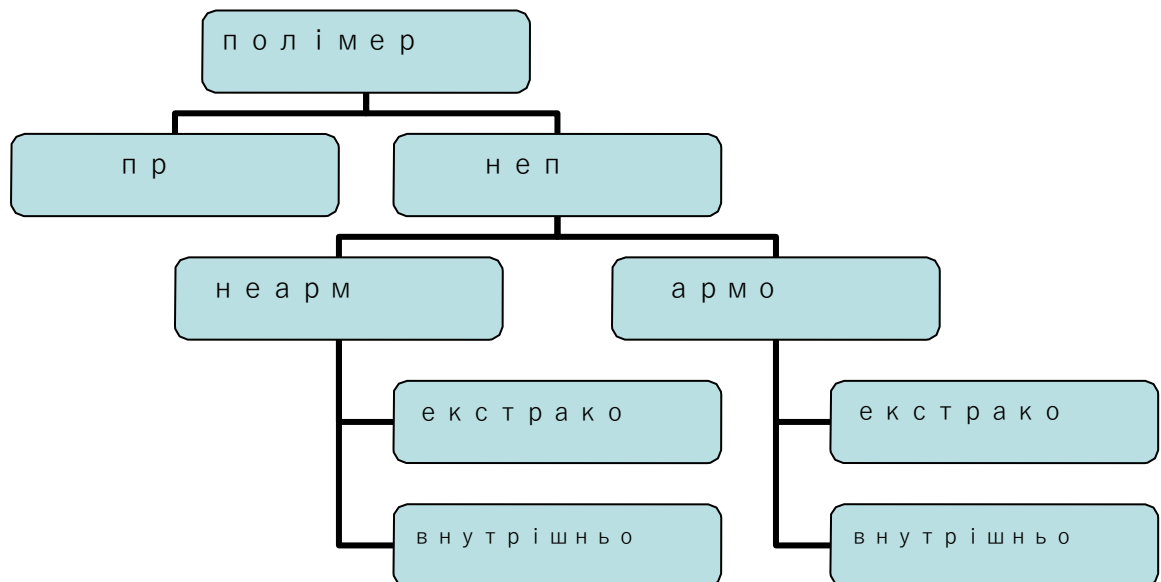 полімер
пр
неп
неарм
армо
екстрако
екстрако
внутрішньо
внутрішньо